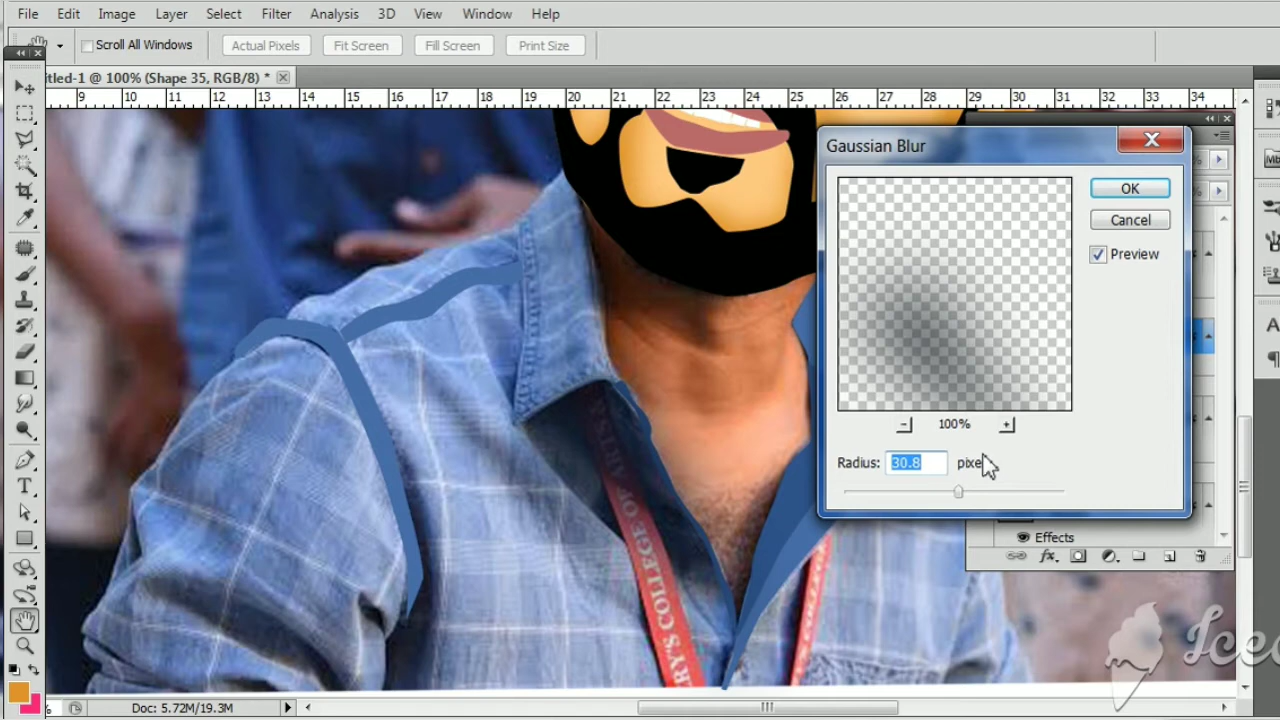 File Edit Image Layer Select Filter Analysis 3D View Window Help
Scroll All Windows Actual Pixels Fit Screen Fill Screen Print Size
tled-1 @ 100% (Shape 35, RGB/8) *
9 10 11 12 13 14 15 16 17 18 19 20 21 22 23 24 25 26 27 28 29 30 31 32 33 34
Gaussian Blur
OK
Cancel
Preview
100%
Radius: 30.8 pixe
OF ARTS
RY'S COLLEGE
Effects
Doc: 5.72M/19.3M
Icec